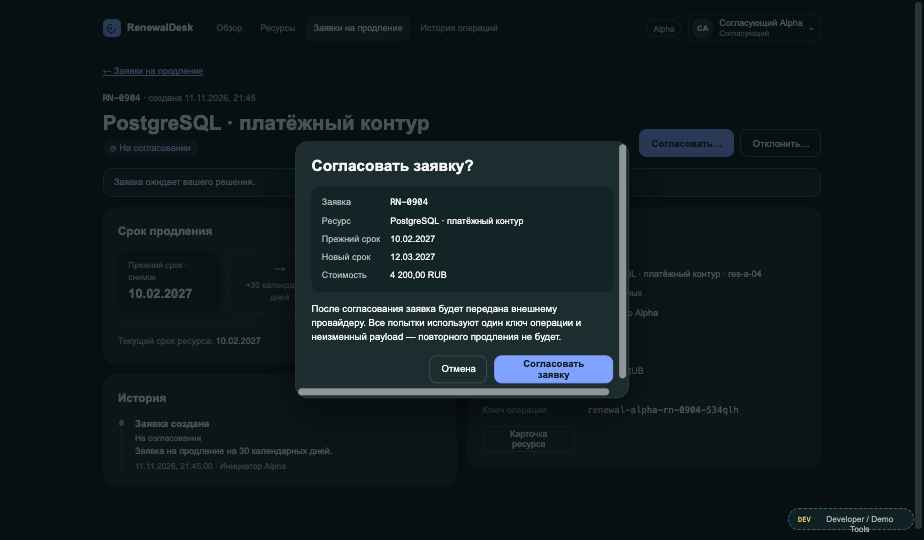 RenewalDesk
Обзор
Ресурсы
Заявки на продление
История операций
Alpha
CA
Согласующий Alpha
Согласующий
← Заявки на продление
RN-0904 · создана 11.11.2026, 21:45
PostgreSQL · платёжный контур
На согласовании
Согласовать…
Отклонить…
Заявка ожидает вашего решения.
Срок продления
Прежний срок ·
снимок
10.02.2027
→
+30 календа
дней
Текущий срок ресурса: 10.02.2027
История
Заявка создана
На согласовании
Заявка на продление на 30 календарных дней.
11.11.2026, 21:45:00 · Инициатор Alpha
Согласовать заявку?
Заявка RN-0904
Ресурс PostgreSQL · платёжный контур
Прежний срок 10.02.2027
Новый срок 12.03.2027
Стоимость 4 200,00 RUB
После согласования заявка будет передана внешнему
провайдеру. Все попытки используют один ключ операции и
неизменный payload — повторного продления не будет.
Отмена
Согласовать
заявку
L · платёжный контур · res-a-04
Alpha
UB
Ключ операции renewal-alpha-rn-0904-534qlh
Карточка
ресурса
DEV
Developer / Demo
Tools